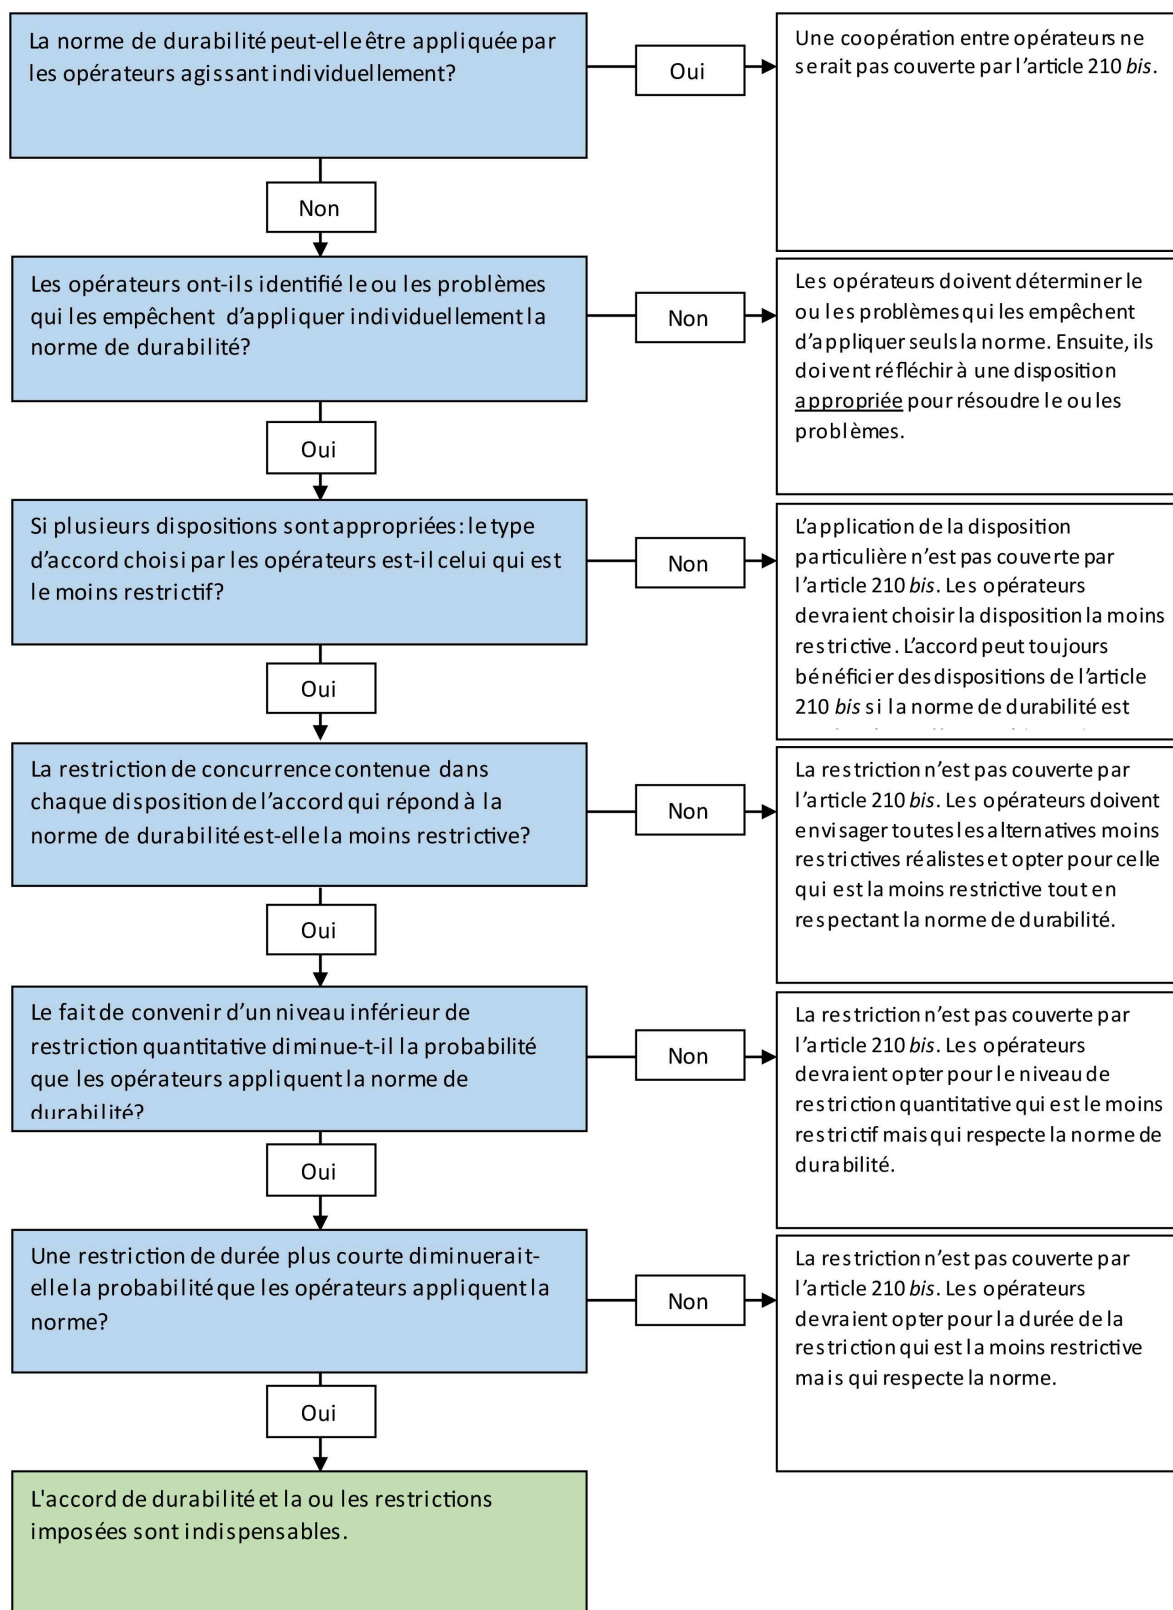 La norme de durabilité peut-elle être appliquée par
les opérateurs agissant individuellement?
Oui
Une coopération entre opérateurs ne
serait pas couverte par l'article 210 bis.
Non
Les opérateurs ont-ils identifié le ou les problèmes
qui les empêchent d'appliquer individuellement la
norme de durabilité?
Non
Les opérateurs doivent déterminer le
ou les problèmes qui les empêchent
d'appliquer seuls la norme. Ensuite, ils
doivent réfléchir à une disposition
appropriée pour résoudre le ou les
problèmes.
Oui
Si plusieurs dispositions sont appropriées: le type
d'accord choisi par les opérateurs est-il celui qui est
le moins restrictif?
Non
L'application de la disposition
particulière n'est pas couverte par
l'article 210 bis. Les opérateurs
devraient choisir la disposition la moins
restrictive. L'accord peut toujours
bénéficier des dispositions de l'article
210 bis si la norme de durabilité est
Oui
La restriction de concurrence contenue dans
chaque disposition de l'accord qui répond à la
norme de durabilité est-elle la moins restrictive?
Non
La restriction n'est pas couverte par
l'article 210 bis. Les opérateurs doivent
envisager toutes les alternatives moins
restrictives réalistes et opter pour celle
qui est la moins restrictive tout en
respectant la norme de durabilité.
Oui
Le fait de convenir d'un niveau inférieur de
restriction quantitative diminue-t-il la probabilité
que les opérateurs appliquent la norme de
durabilité?
Non
La restriction n'est pas couverte par
l'article 210 bis. Les opérateurs
devraient opter pour le niveau de
restriction quantitative qui est le moins
restrictif mais qui respecte la norme de
durabilité.
Oui
Une restriction de durée plus courte diminuerait-
elle la probabilité que les opérateurs appliquent la
norme?
Non
La restriction n'est pas couverte par
l'article 210 bis. Les opérateurs
devraient opter pour la durée de la
restriction qui est la moins restrictive
mais qui respecte la norme.
Oui
L'accord de durabilité et la ou les restrictions
imposées sont indispensables.